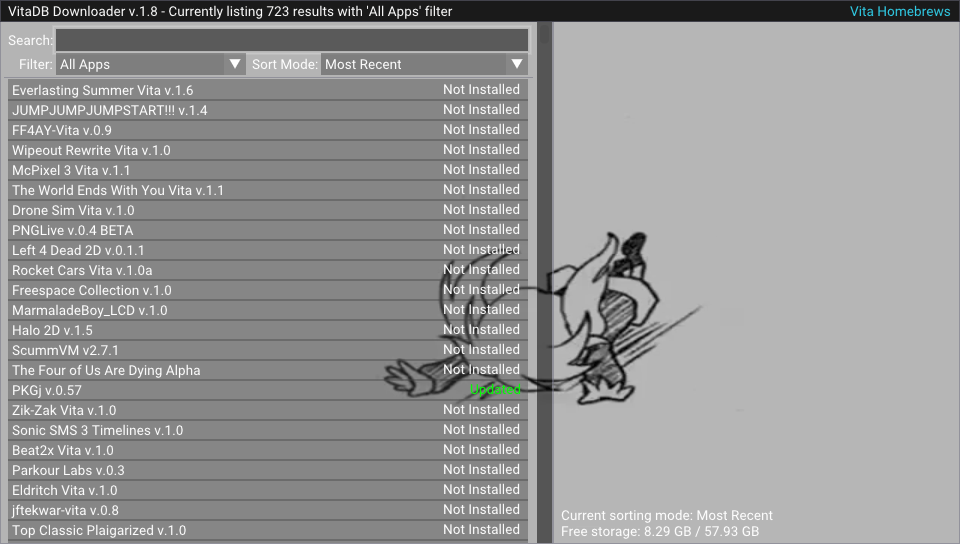 VitaDB Downloader v.1.8 - Currently listing 723 results with 'All Apps' filter Vita Homebrews
Search:
Filter: All Apps Sort Mode: Most Recent
Everlasting Summer Vita v.1.6 Not Installed
JUMPJUMPJUMPSTART!!! v.1.4 Not Installed
FF4AY-Vita v.0.9 Not Installed
Wipeout Rewrite Vita v.1.0 Not Installed
McPixel 3 Vita v.1.1 Not Installed
The World Ends With You Vita v.1.1 Not Installed
Drone Sim Vita v.1.0 Not Installed
PNGLive v.0.4 BETA Not Installed
Left 4 Dead 2D v.0.1.1 Not Installed
Rocket Cars Vita v.1.0a Not Installed
Freespace Collection v.1.0 Not Installed
MarmaladeBoy_LCD v.1.0 Not Installed
Halo 2D v.1.5 Not Installed
ScummVM v2.7.1 Not Installed
The Four of Us Are Dying Alpha Not Installed
PKGj v.0.57 Updated
Zik-Zak Vita v.1.0 Not Installed
Sonic SMS 3 Timelines v.1.0 Not Installed
Beat2x Vita v.1.0 Not Installed
Parkour Labs v.0.3 Not Installed
Eldritch Vita v.1.0 Not Installed
jftekwar-vita v.0.8 Not Installed
Top Classic Plaigarized v.1.0 Not Installed
Current sorting mode: Most Recent
Free storage: 8.29 GB / 57.93 GB